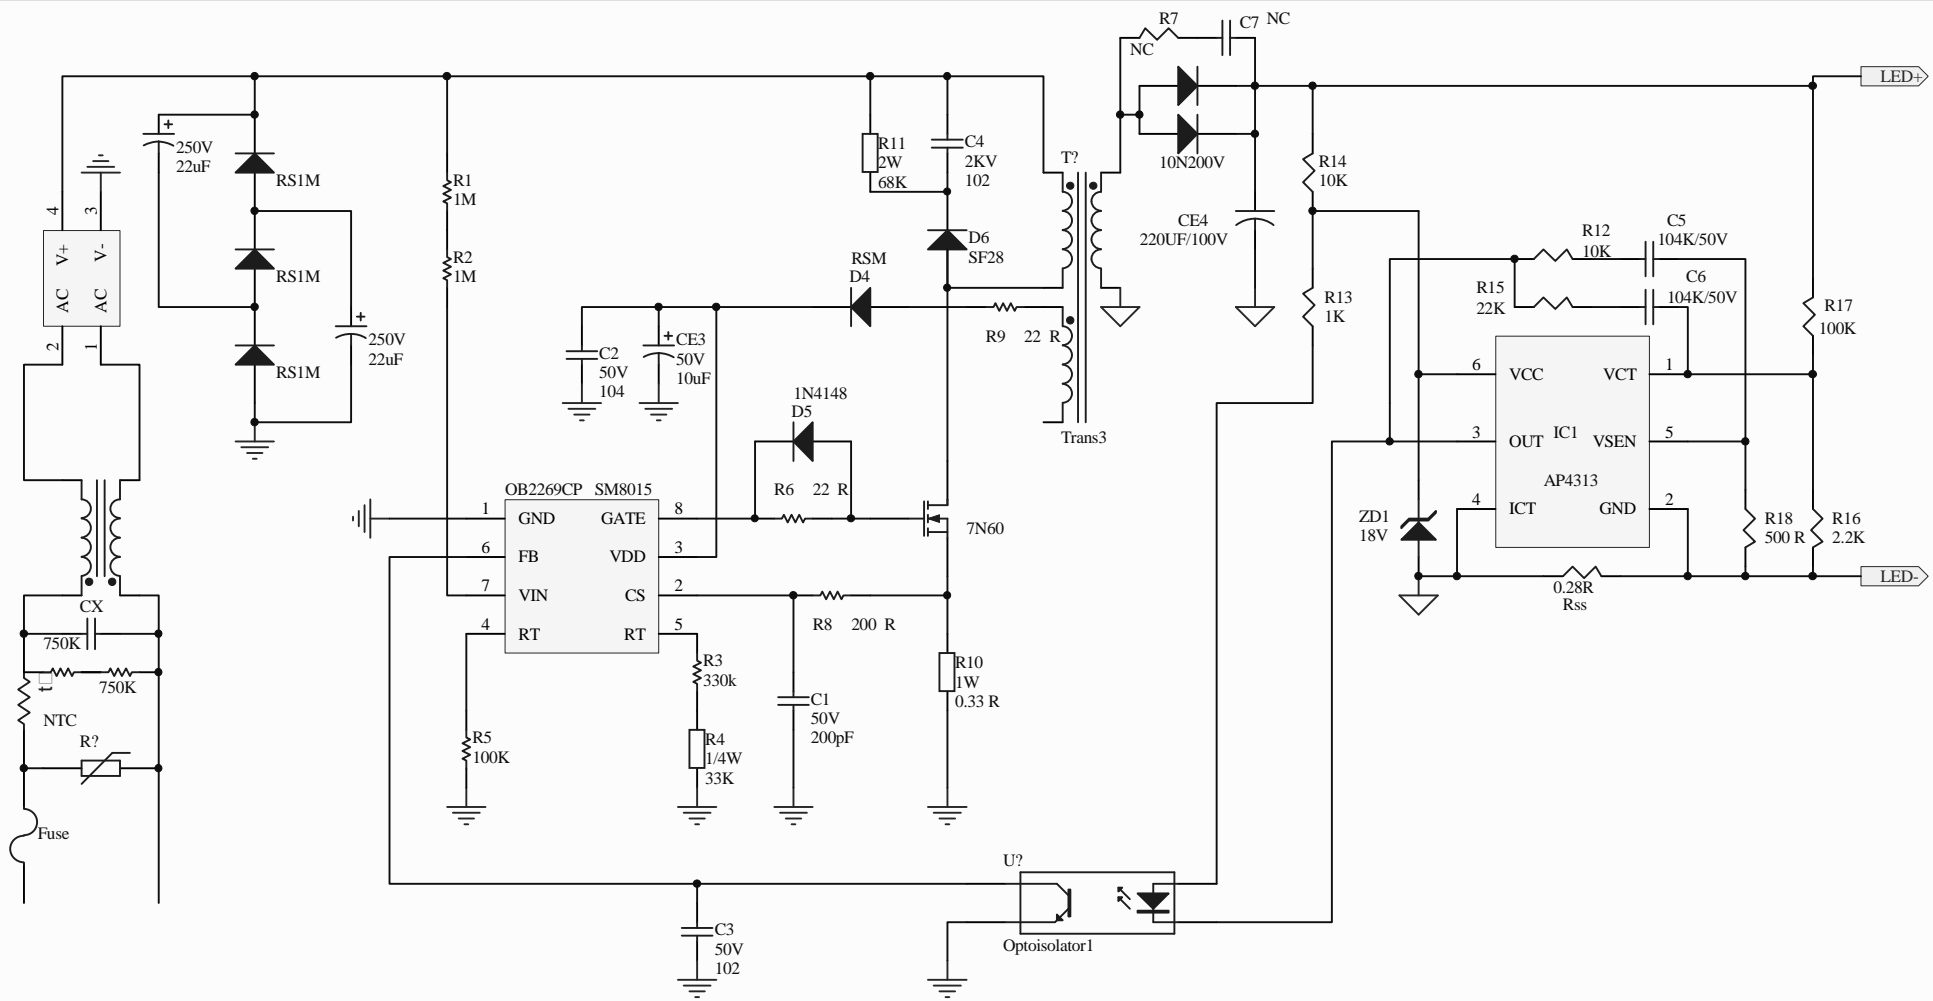 R7
C7 NC
NC
LED+
250V
22uF
RS1M
10N200V
R11
2W
68K
C4
2KV
102
T?
R14
10K
R1
1M
4
3
V+
V-
AC
AC
2
1
CE4
220UF/100V
D6
SF28
R12
10K
C5
104K/50V
R2
1M
RS1M
RSM
D4
C6
104K/50V
R15
22K
R13
1K
R17
100K
250V
22uF
RS1M
C2
50V
104
CE3
50V
10uF
R9 22 R
1N4148
D5
Trans3
6 VCC VCT 1
3 OUT IC1 VSEN 5
AP4313
4 ICT GND 2
OB2269CP SM8015
R6 22 R
1 GND GATE 8
6 FB VDD 3
7 VIN CS 2
4 RT RT 5
7N60
ZD1
18V
R18
500 R
R16
2.2K
LED-
0.28R
Rss
CX
750K
R8 200 R
t
750K
NTC
R?
R3
330k
R10
1W
0.33 R
C1
50V
200pF
R5
100K
R4
1/4W
33K
Fuse
U?
C3
50V
102
Optoisolator1